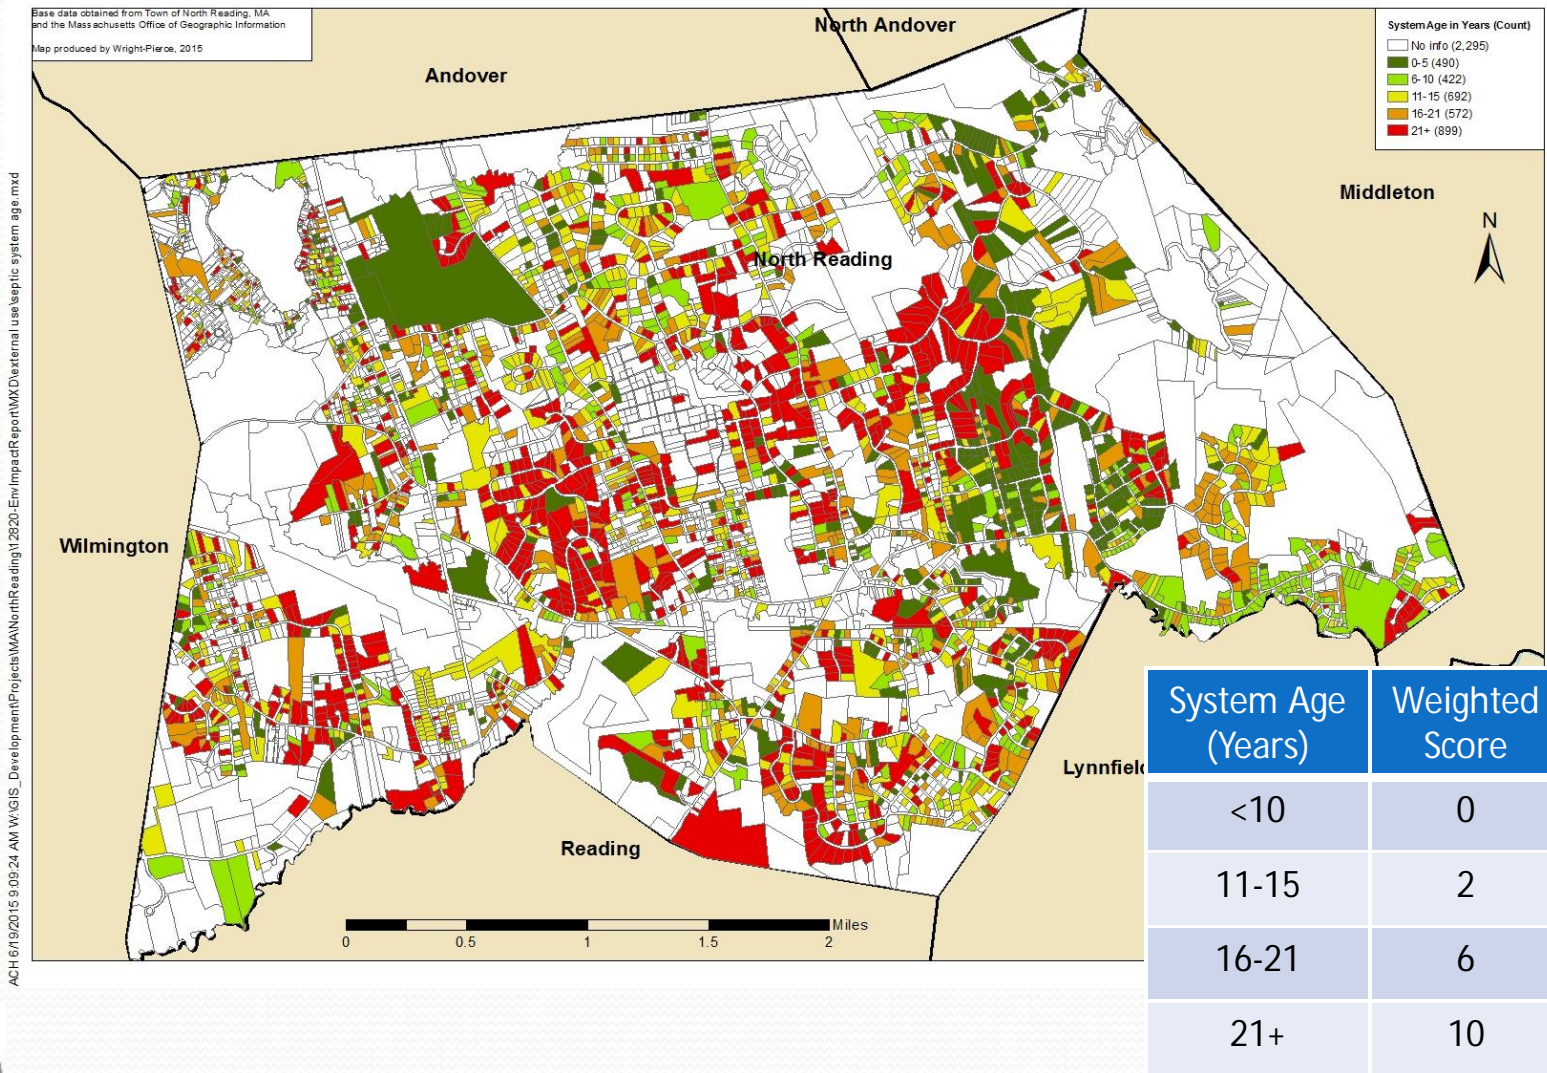 Base data obtained from Town of North Reading, MA
and the Massachusetts Office of Geographic Information
Map produced by Wright-Pierce, 2015
North Andover
Andover
System Age in Years (Count)
No info (2,295)
0-5 (490)
6-10 (422)
11-15 (692)
16-21 (572)
21+ (899)
Middleton
N
North Reading
Wilmington
Lynnfiel
Reading
Miles
0 0.5 1 1.5 2
ACH 6/19/2015 9:09:24 AM W:\GIS_Development\Projects\MA\NorthReading\12820-EnvImpactReport\MXD\external use\septic system age.mxd
System Age (Years) Weighted Score
<10 0
11-15 2
16-21 6
21+ 10